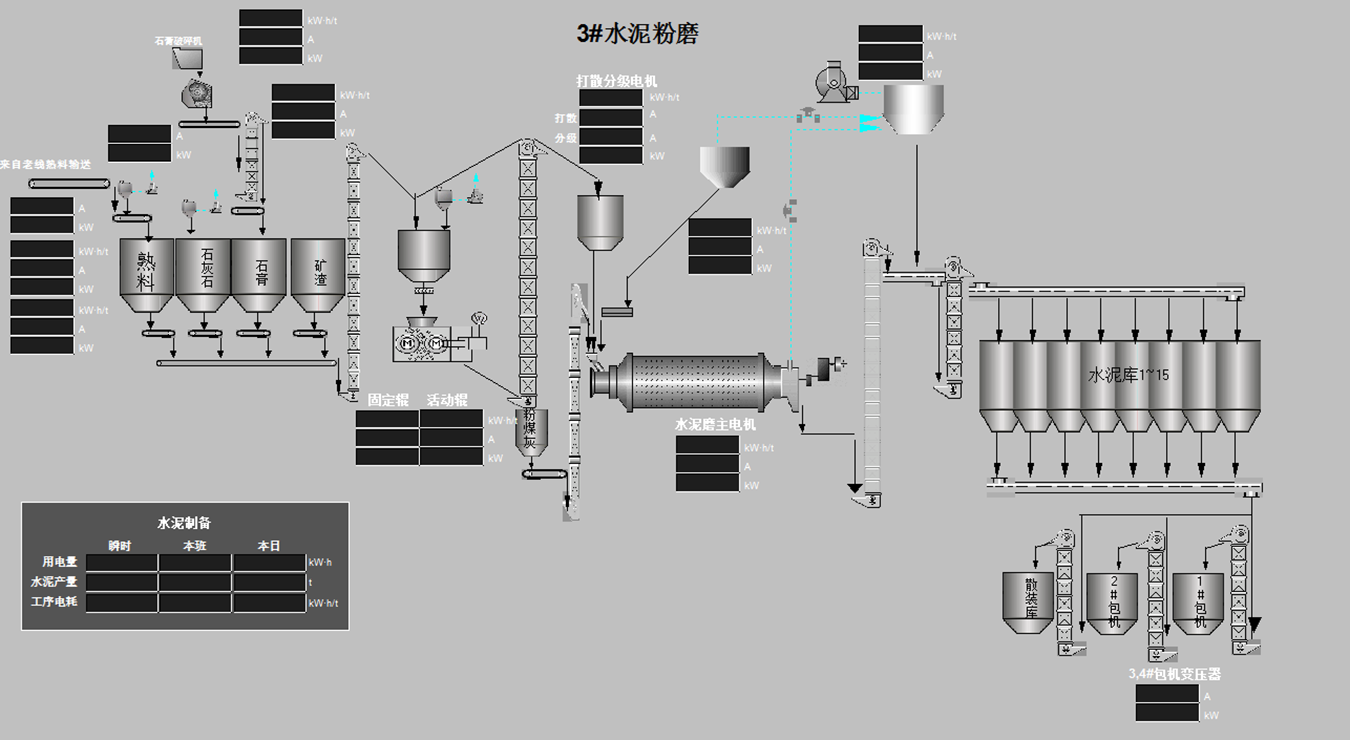 3#水泥粉磨
kW·h/t
A
kW
石膏破碎机
kW·h/t
A
kW
打散分级电机
kW·h/t
打散
A
分级
A
kW
kW·h/t
A
kW
A
kW
来自老线熟料输送
A
kW
kW·h/t
A
kW
kW·h/t
A
kW
熟料
石灰石
石膏
矿渣
kW·h/t
A
kW
M
M
固定辊 活动辊
kW·h/t
A
kW
粉煤灰
水泥磨主电机
kW·h/t
A
kW
水泥库1~15
水泥制备
瞬时 本班 本日
用电量 kW·h
水泥产量 t
工序电耗 kW·h/t
散装库
2#包机
1#包机
3,4#包机变压器
A
kW